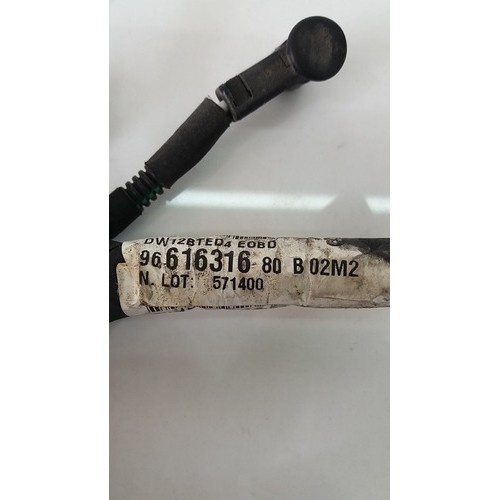 DW12BTED4 EOBD
96 616316 80 B 02M2
N. LOT: 571400